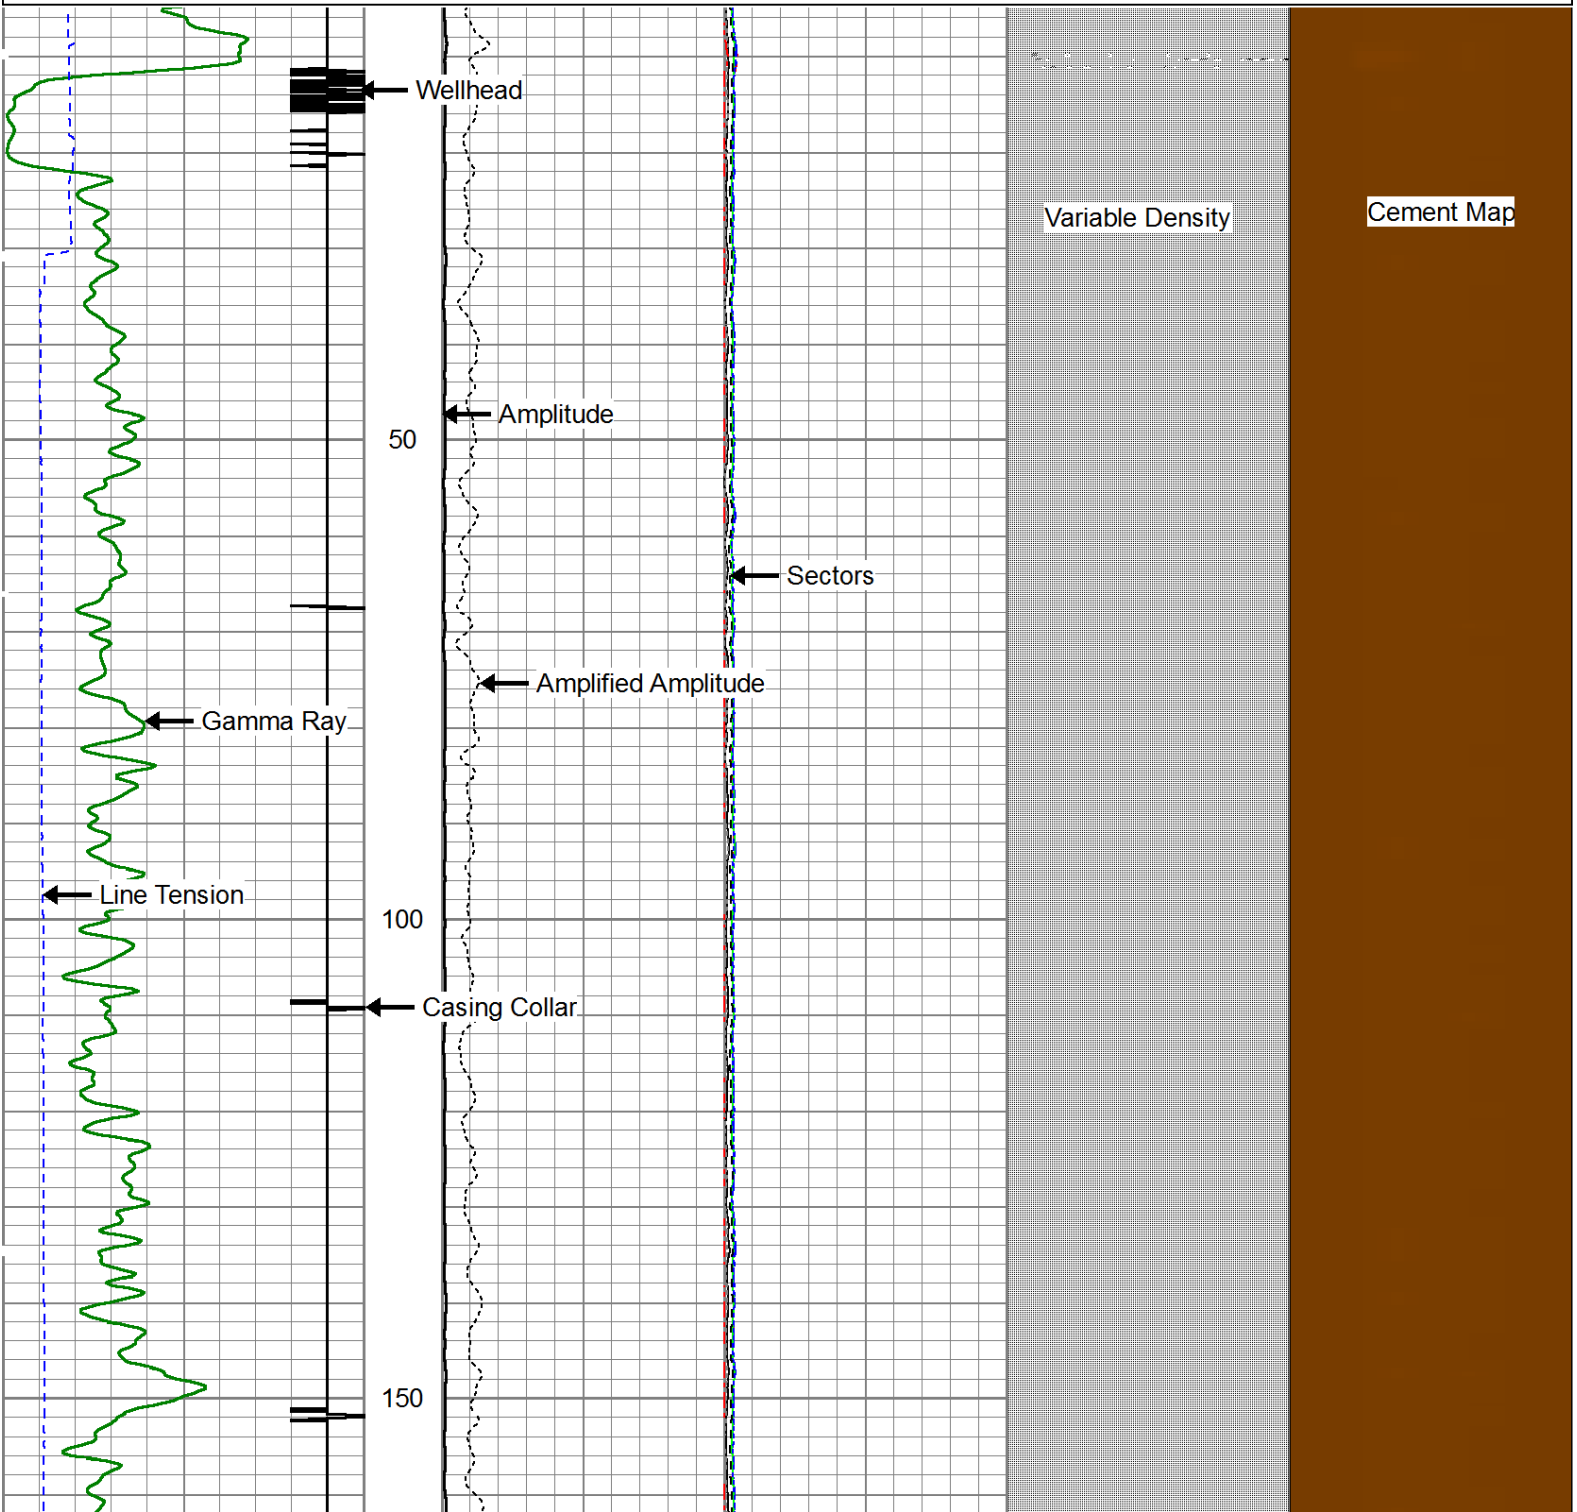 Wellhead
Variable Density
Cement Map
Amplitude
50
Sectors
Amplified Amplitude
Gamma Ray
Line Tension
100
Casing Collar
150